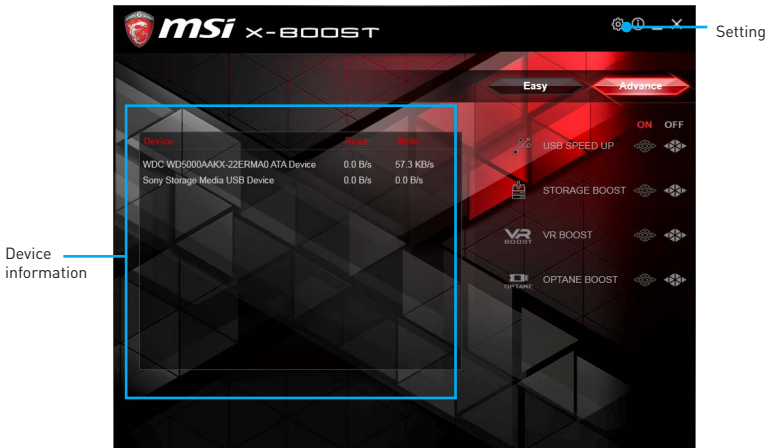 msi X-BOOST
Setting
Easy Advance
ON OFF
Device Read Write
WDC WD5000AAKX-22ERMA0 ATA Device 0.0 B/s 57.3 KB/s
Sony Storage Media USB Device 0.0 B/s 0.0 B/s
USB SPEED UP
STORAGE BOOST
VR BOOST VR BOOST
OPTANE OPTANE BOOST
Device
information